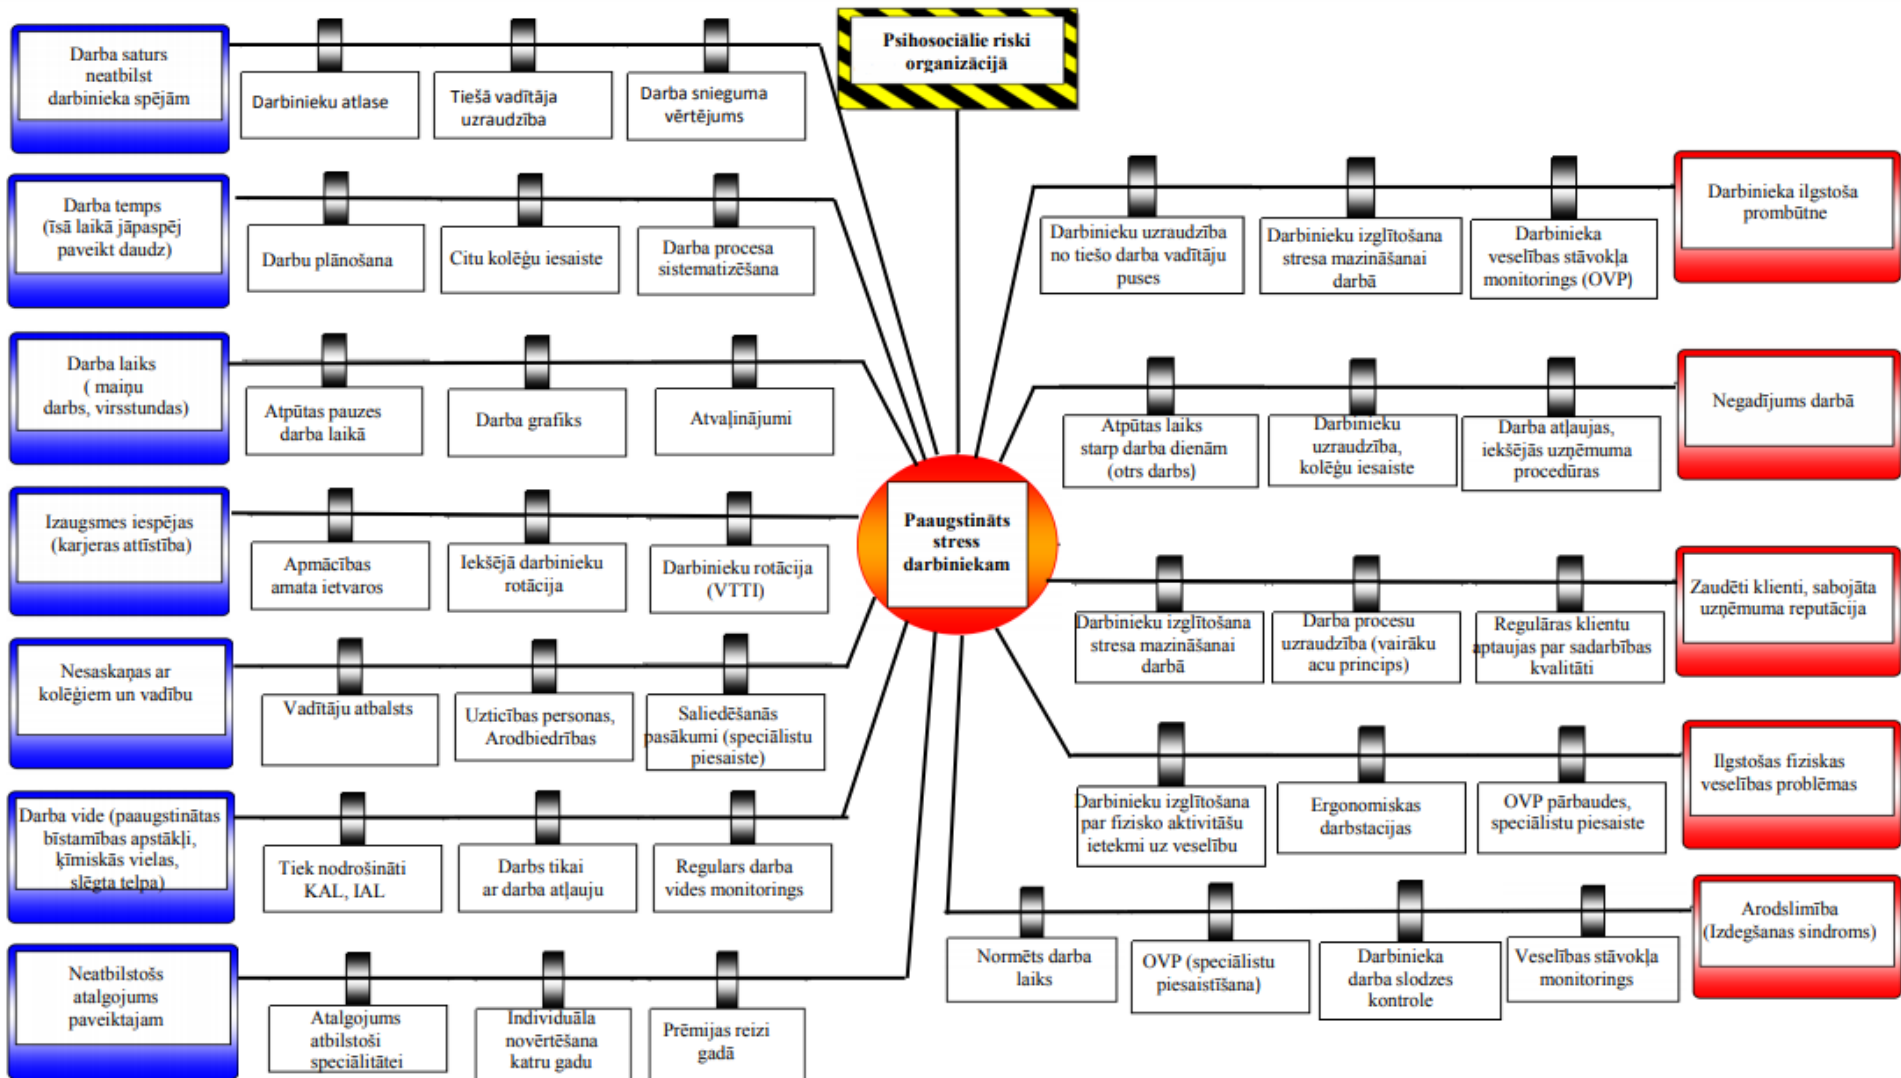 Psihosociālie riski
organizācijā
Darba saturs
neatbilst
darbinieka spējām
Darbinieku atlase
Tiešā vadītāja
uzraudzība
Darba snieguma
vērtējums
Darba temps
(īsā laikā jāpaspēj
paveikt daudz)
Darbu plānošana
Citu kolēģu iesaiste
Darba procesa
sistematizēšana
Darba laiks
( maiņu
darbs, virsstundas)
Atpūtas pauzes
darba laikā
Darba grafiks
Atvaļinājumi
Izaugsmes iespējas
(karjeras attīstība)
Apmācības
amata ietvaros
Iekšējā darbinieku
rotācija
Darbinieku rotācija
(VTTI)
Nesaskaņas ar
kolēģiem un vadību
Vadītāju atbalsts
Uzticības personas,
Arodbiedrības
Saliedēšanās
pasākumi (speciālistu
piesaiste)
Darba vide (paaugstinātas
bīstamības apstākļi,
ķīmiskās vielas,
slēgta telpa)
Tiek nodrošināti
KAL, IAL
Darbs tikai
ar darba atļauju
Regulars darba
vides monitorings
Neatbilstošs
atalgojums
paveiktajam
Atalgojums
atbilstoši
speciālitātei
Individuāla
novērtēšana
katru gadu
Prēmijas reizi
gadā
Paaugstināts
stress
darbiniekam
Darbinieku uzraudzība
no tiešo darba vadītāju
puses
Darbinieku izglītošana
stresa mazināšanai
darbā
Darbinieka
veselības stāvokļa
monitorings (OVP)
Darbinieka ilgstoša
prombūtne
Atpūtas laiks
starp darba dienām
(otrs darbs)
Darbinieku
uzraudzība,
kolēģu iesaiste
Darba atļaujas,
iekšējās uzņēmuma
procedūras
Negadījums darbā
Darbinieku izglītošana
stresa mazināšanai
darbā
Darba procesu
uzraudzība (vairāku
acu princips)
Regulāras klientu
aptaujas par sadarbības
kvalitāti
Zaudēti klienti, sabojāta
uzņēmuma reputācija
Darbinieku izglītošana
par fizisko aktivitāšu
ietekmi uz veselību
Ergonomiskas
darbstacijas
OVP pārbaudes,
speciālistu piesaiste
Ilgstošas fiziskas
veselības problēmas
Normēts darba
laiks
OVP (speciālistu
piesaistīšana)
Darbinieka
darba slodzes
kontrole
Veselības stāvokļa
monitorings
Arodslimība
(Izdegšanas sindroms)